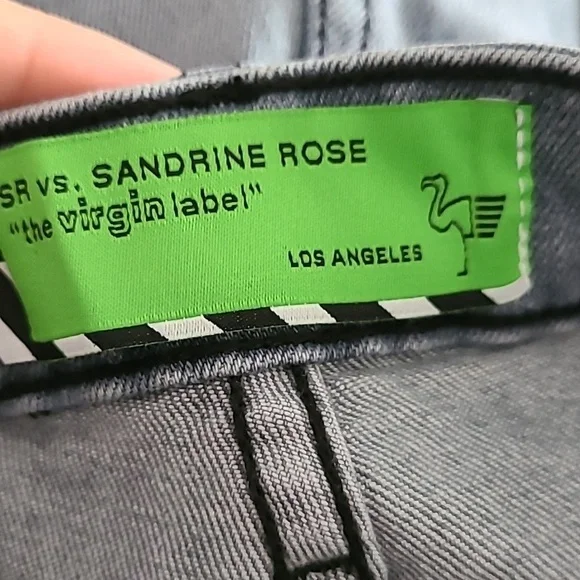 SR VS. SANDRINE ROSE
"the virgin label"
LOS ANGELES